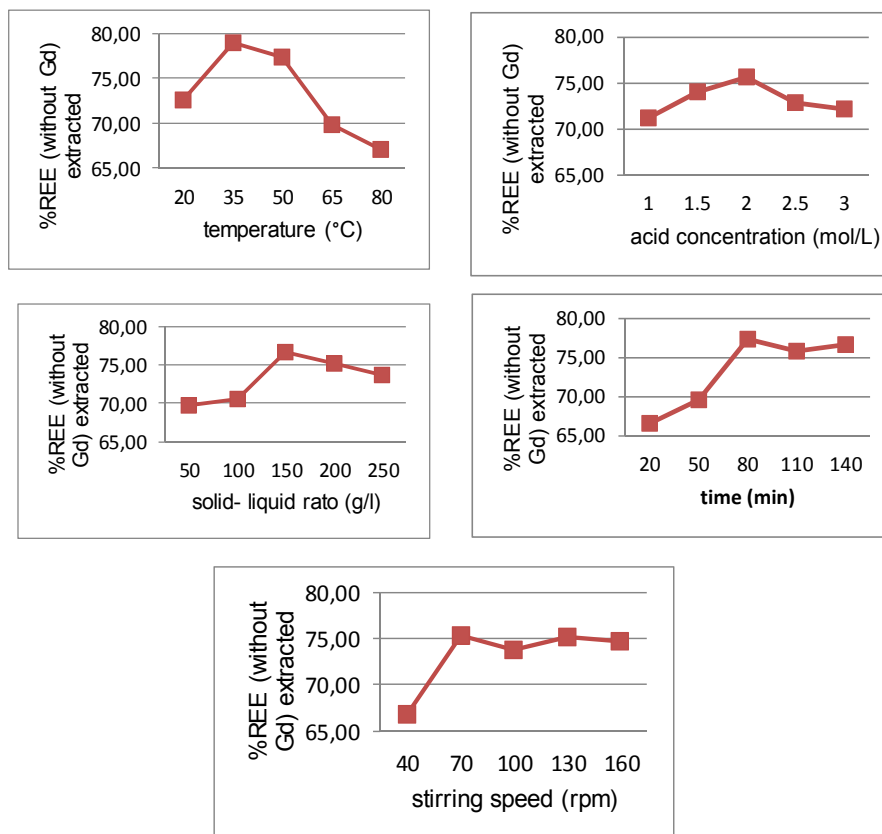 %REE (without Gd)
extracted
80,00
75,00
70,00
65,00
20 35 50 65 80
temperature (°C)
%REE (without Gd)
extracted
80,00
75,00
70,00
65,00
1 1.5 2 2.5 3
acid concentration (mol/L)
%REE (without
Gd) extracted
80,00
75,00
70,00
65,00
50 100 150 200 250
solid- liquid rato (g/l)
%REE (without
Gd) extracted
80,00
75,00
70,00
65,00
20 50 80 110 140
time (min)
%REE (without
Gd) extracted
80,00
75,00
70,00
65,00
40 70 100 130 160
stirring speed (rpm)